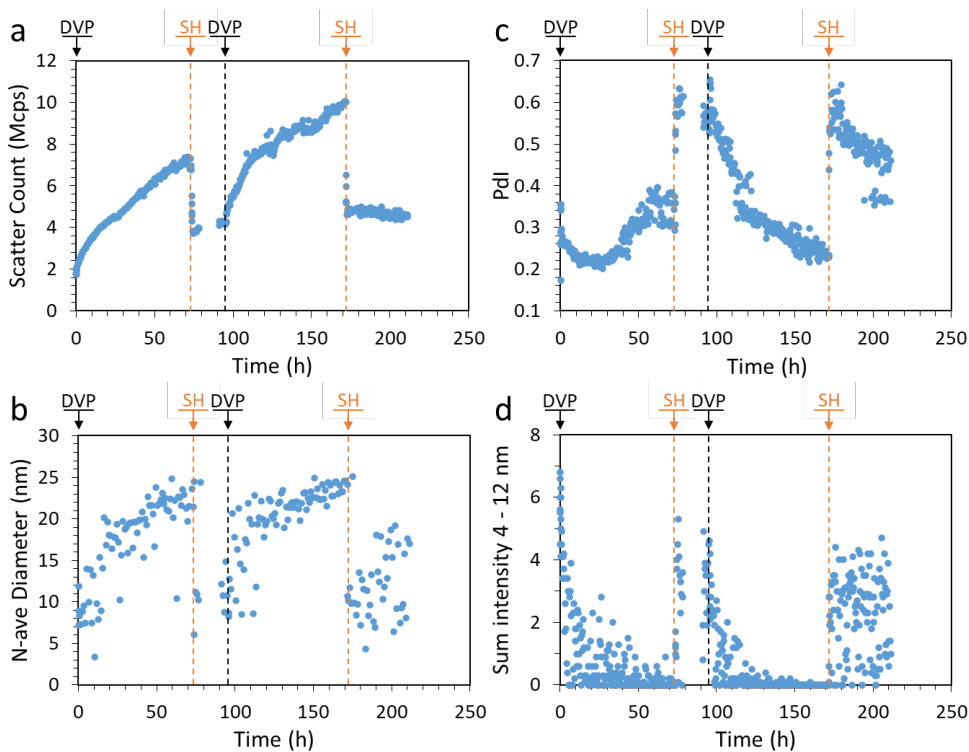 a
DVP
SH
DVP
SH
12
10
8
6
4
2
0
Scatter Count (Mcps)
0 50 100 150 200 250
Time (h)
c
DVP
SH
DVP
SH
0.7
0.6
0.5
0.4
0.3
0.2
0.1
PdI
0 50 100 150 200 250
Time (h)
b
DVP
SH
DVP
SH
30
25
20
15
10
5
0
N-ave Diameter (nm)
0 50 100 150 200 250
Time (h)
d
DVP
SH
DVP
SH
8
6
4
2
0
Sum intensity 4 - 12 nm
0 50 100 150 200 250
Time (h)